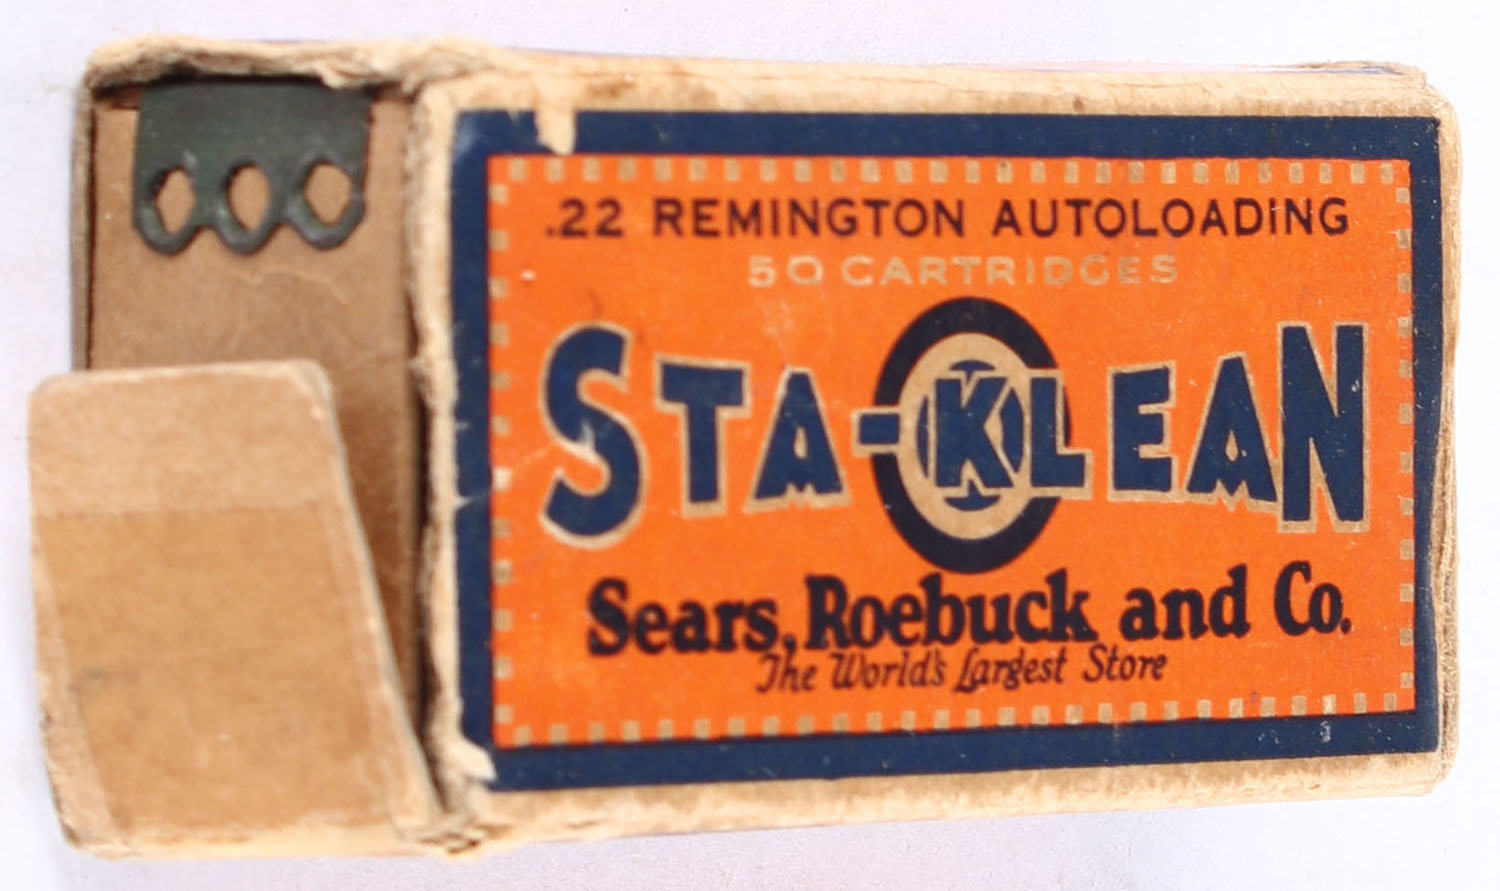 .22 REMINGTON AUTOLOADING
50 CARTRIDGES
STA-KLEAN
Sears, Roebuck and Co.
The World's Largest Store